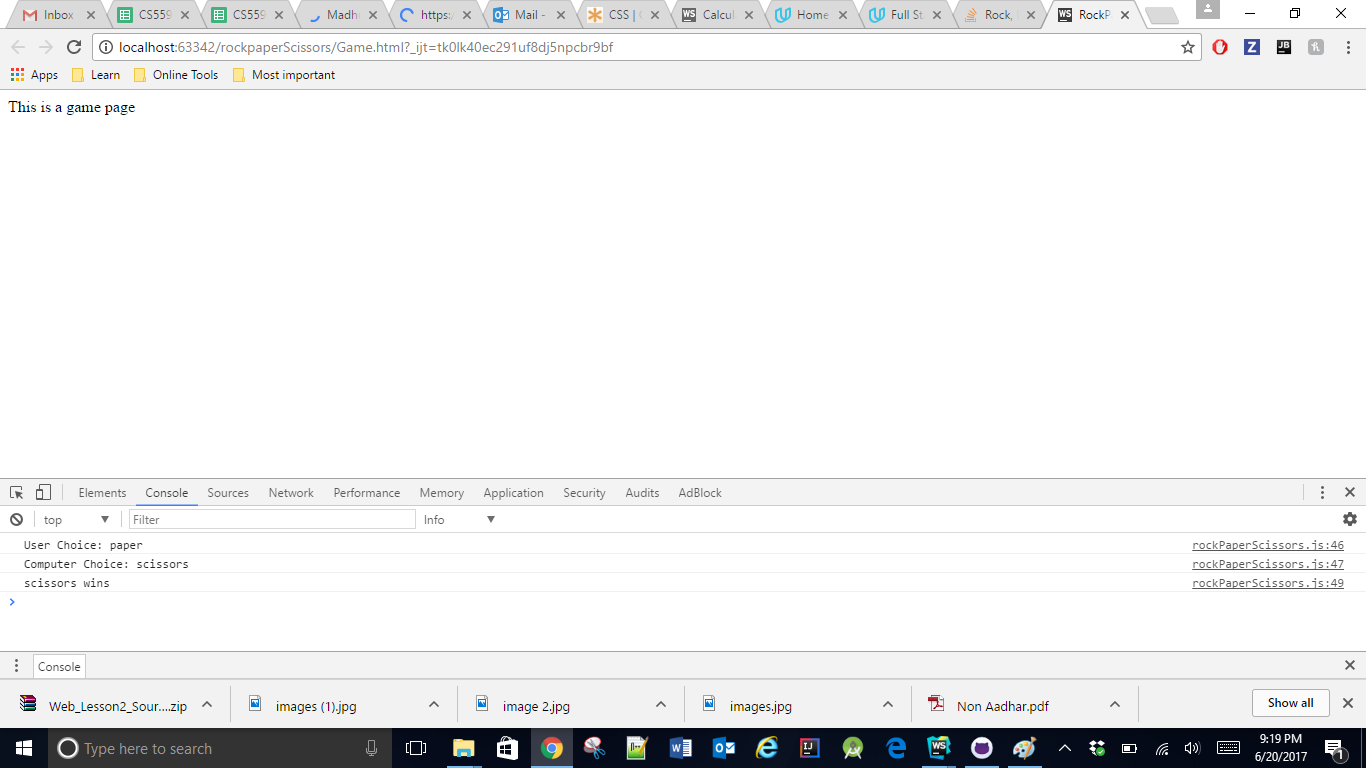 Inbox CS559 CS559 Madh https: Mail - CSS | Calcul Home Full St Rock, RockP
localhost:63342/rockpaperScissors/Game.html?_ijt=tk0lk40ec291uf8dj5npcbr9bf
Apps Learn Online Tools Most important
This is a game page
Elements Console Sources Network Performance Memory Application Security Audits AdBlock
top Filter Info
User Choice: paper rockPaperScissors.js:46
Computer Choice: scissors rockPaperScissors.js:47
scissors wins rockPaperScissors.js:49
Console
Web_Lesson2_Sour....zip images (1).jpg image 2.jpg images.jpg Non Aadhar.pdf Show all
Type here to search
9:19 PM
6/20/2017